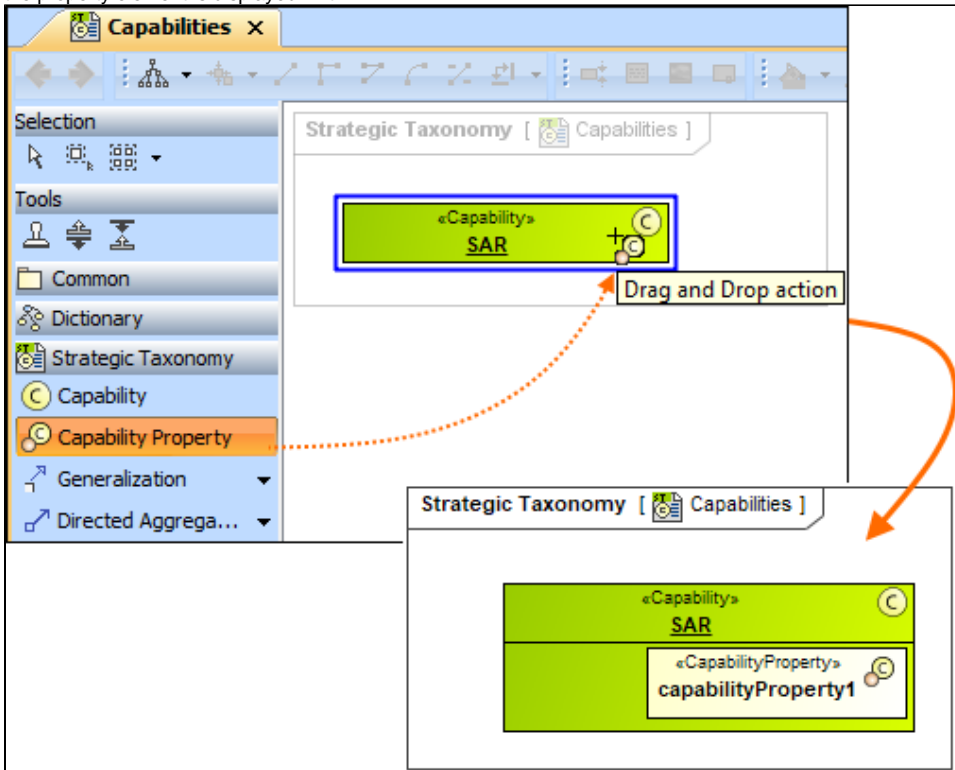 Capabilities X
Selection
Strategic Taxonomy [ Capabilities ]
Tools
«Capability»
SAR
Drag and Drop action
Common
Dictionary
Strategic Taxonomy
Capability
Capability Property
Generalization
Directed Aggrega...
Strategic Taxonomy [ Capabilities ]
«Capability»
SAR
«CapabilityProperty»
capabilityProperty1